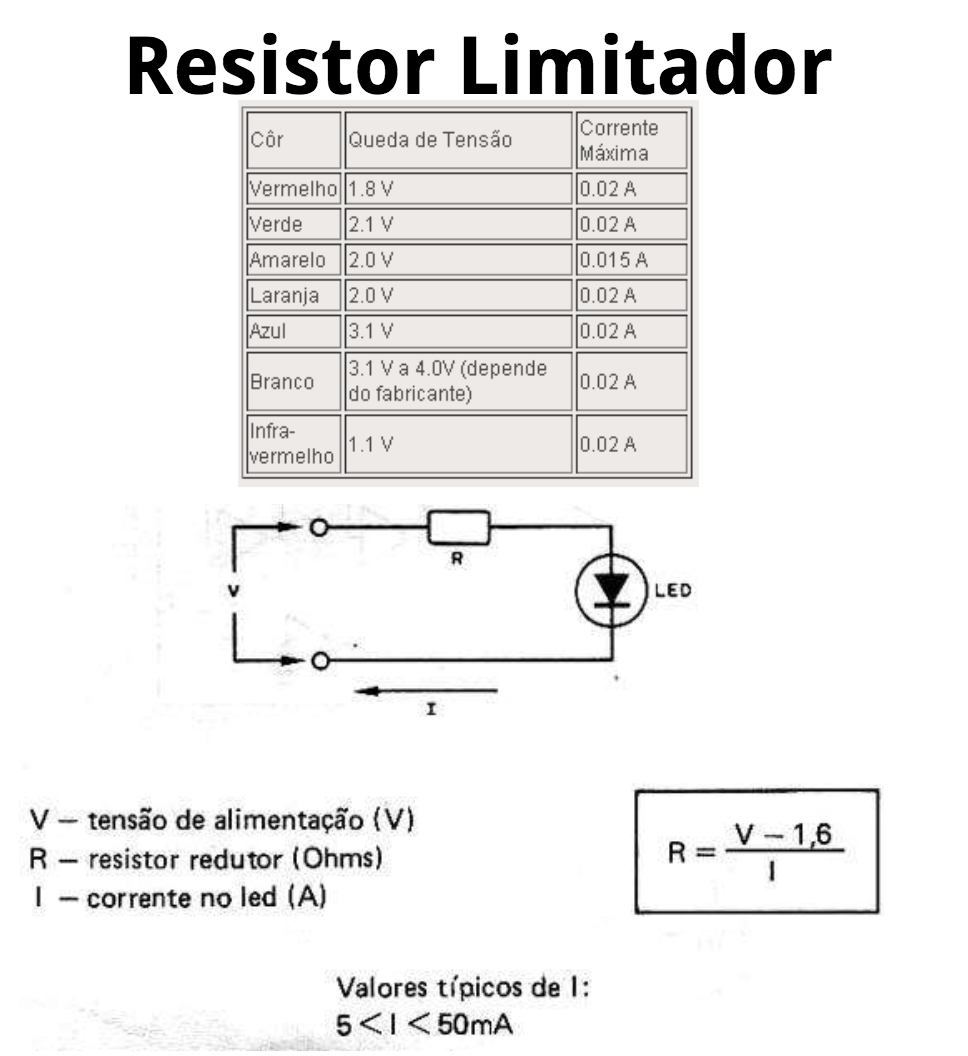 Resistor Limitador
Côr Queda de Tensão Corrente Máxima
Vermelho 1.8 V 0.02 A
Verde 2.1 V 0.02 A
Amarelo 2.0 V 0.015 A
Laranja 2.0 V 0.02 A
Azul 3.1 V 0.02 A
Branco 3.1 V a 4.0V (depende do fabricante) 0.02 A
Infra-vermelho 1.1 V 0.02 A
R
V
LED
I
V – tensão de alimentação (V)
R – resistor redutor (Ohms)
I – corrente no led (A)
R = V – 1,6
I
Valores típicos de I:
5 < I < 50mA